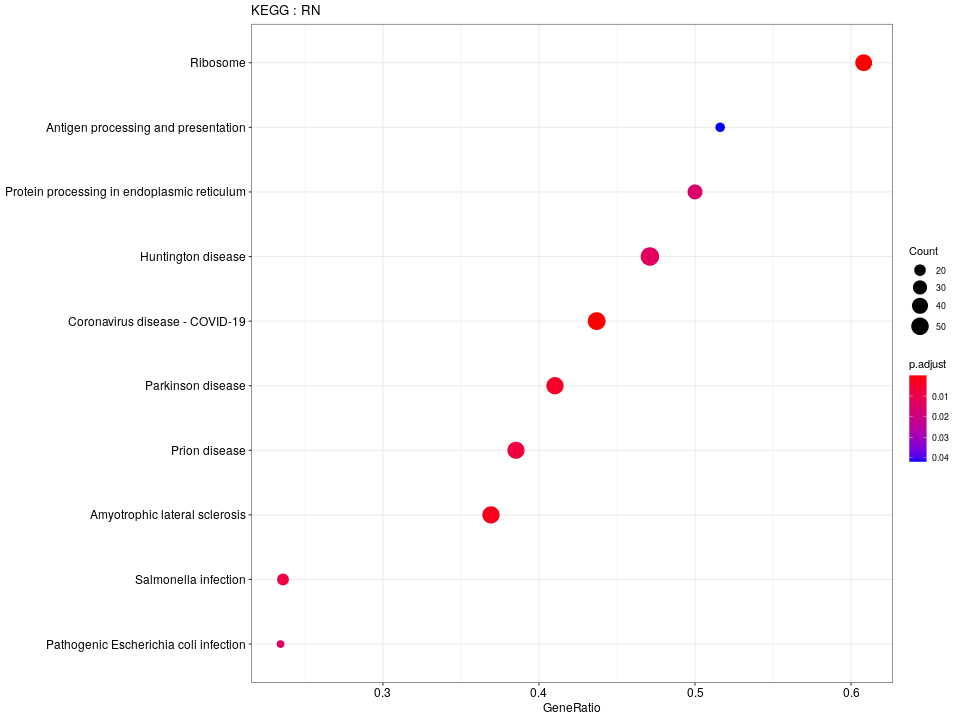 KEGG : RN
Ribosome
Antigen processing and presentation
Protein processing in endoplasmic reticulum
Huntington disease
Coronavirus disease - COVID-19
Parkinson disease
Prion disease
Amyotrophic lateral sclerosis
Salmonella infection
Pathogenic Escherichia coli infection
0.3 0.4 0.5 0.6
GeneRatio
Count
20
30
40
50
p.adjust
0.01
0.02
0.03
0.04